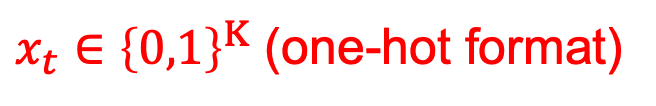 xₜ ∈ {0,1}ᴷ (one-hot format)